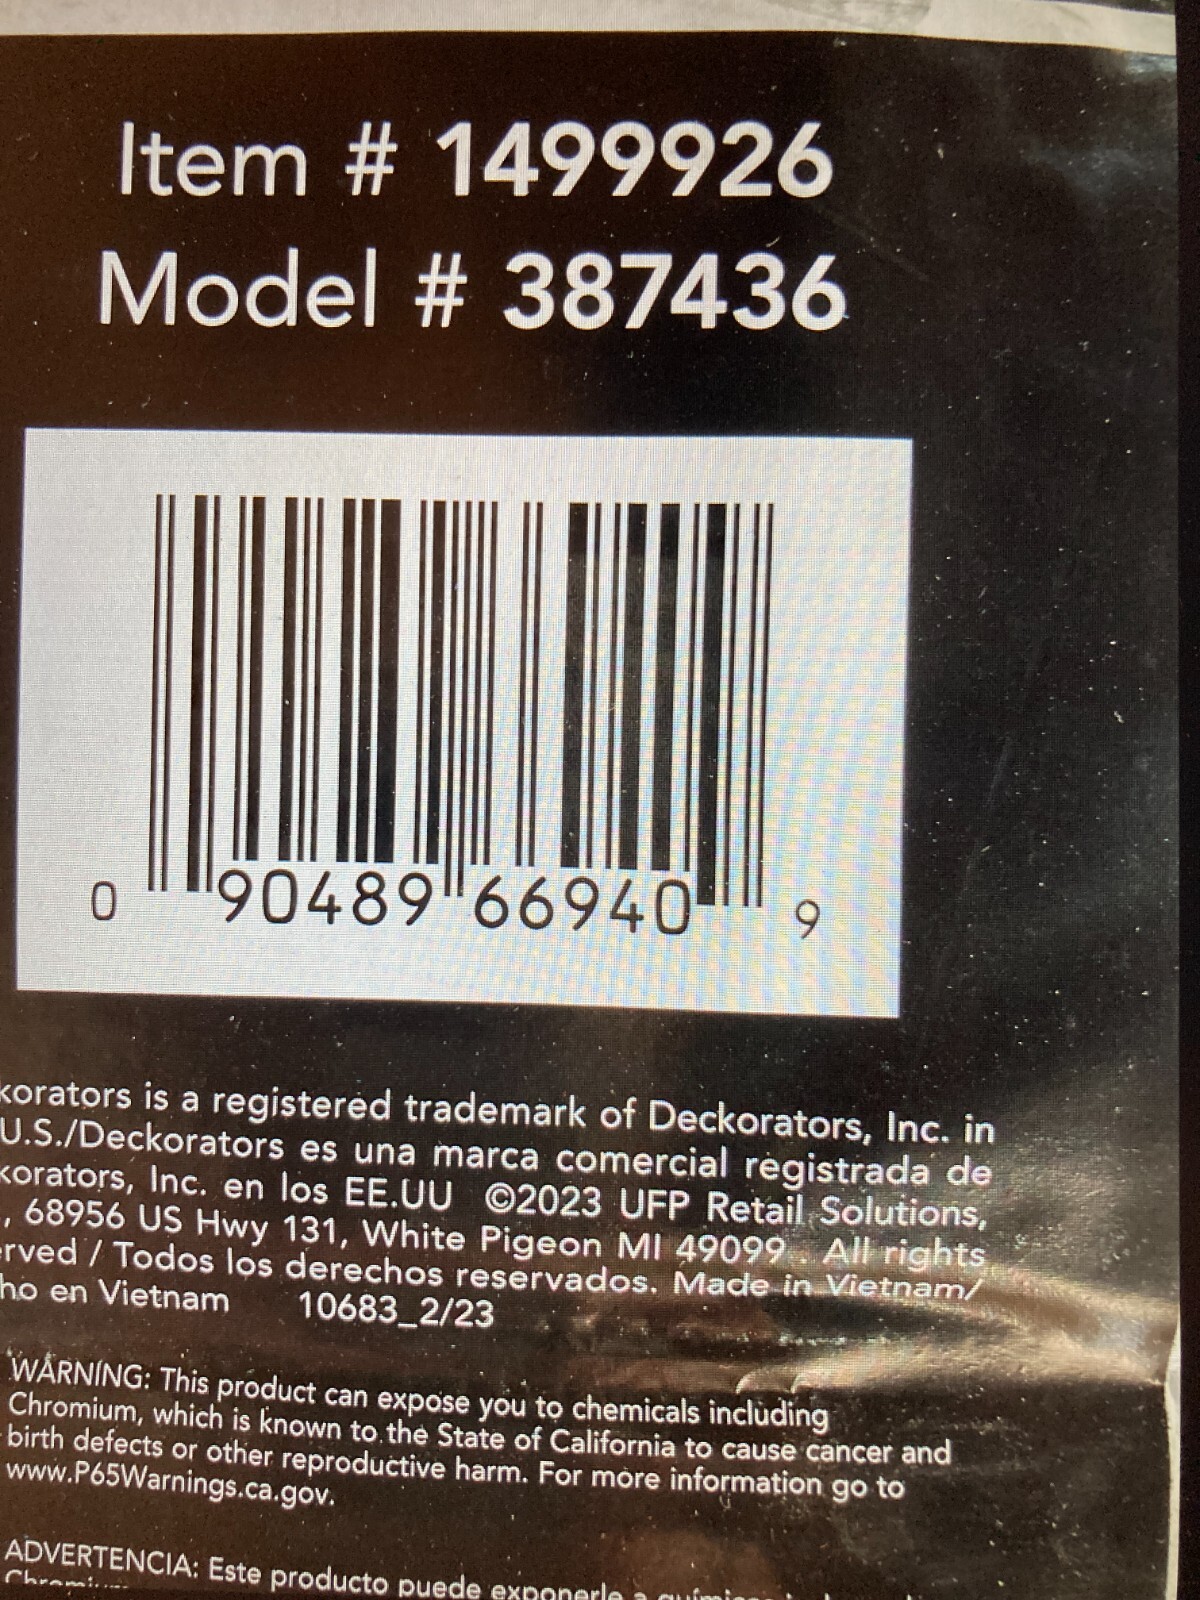 Item # 1499926
Model # 387436
0 90489 66940 9
korators is a registered trademark of Deckorators, Inc. in
U.S./Deckorators es una marca comercial registrada de
korators, Inc. en los EE.UU ©2023 UFP Retail Solutions,
., 68956 US Hwy 131, White Pigeon MI 49099 . All rights
erved / Todos los derechos reservados. Made in Vietnam/
ho en Vietnam 10683_2/23
WARNING: This product can expose you to chemicals including
Chromium, which is known to the State of California to cause cancer and
birth defects or other reproductive harm. For more information go to
www.P65Warnings.ca.gov.
ADVERTENCIA: Este producto puede exponerle a